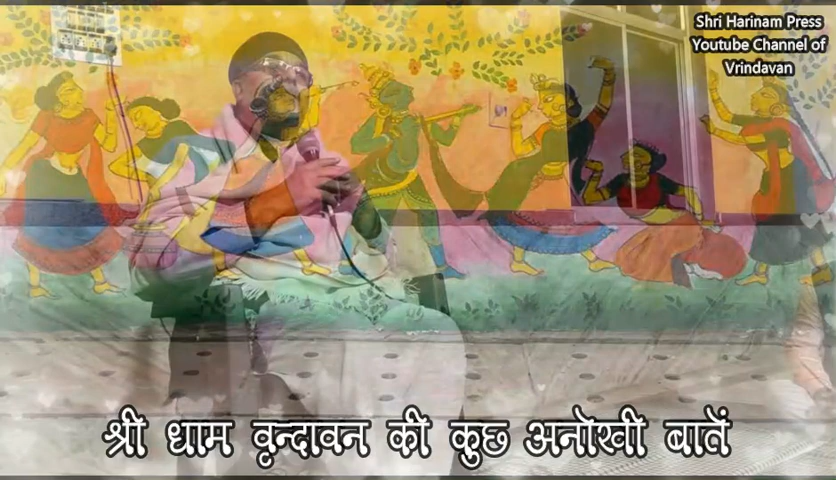 Shri Harinam Press
Youtube Channel of
Vrindavan
श्री धाम वृन्दावन की कुछ अनोखी बातें